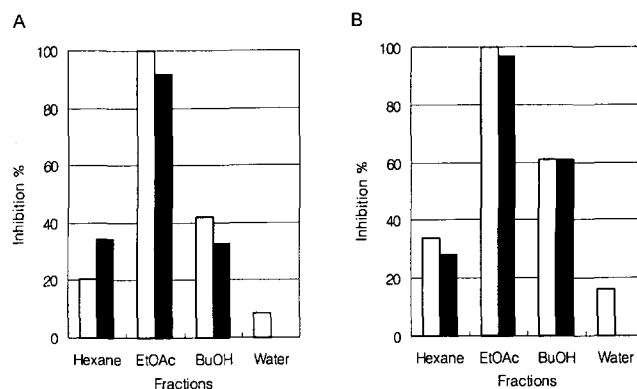 A
100
80
60
40
20
0
Inhibition %
Hexane EtOAc BuOH Water
Fractions
B
100
80
60
40
20
0
Inhibition %
Hexane EtOAc BuOH Water
Fractions